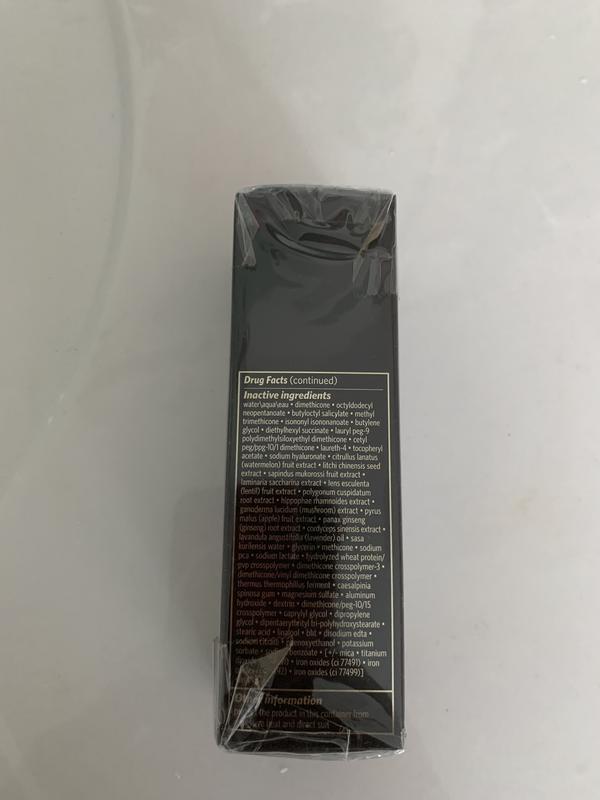 Drug Facts (continued)
Inactive ingredients
water\aqua\eau • dimethicone • octyldodecyl
neopentanoate • butyloctyl salicylate • methyl
trimethicone • isononyl isononanoate • butylene
glycol • diethylhexyl succinate • lauryl peg-9
polydimethylsiloxyethyl dimethicone • cetyl
peg/ppg-10/1 dimethicone • laureth-4 • tocopheryl
acetate • sodium hyaluronate • citrullus lanatus
(watermelon) fruit extract • litchi chinensis seed
extract • sapindus mukorossi fruit extract •
laminaria saccharina extract • lens esculenta
(lentil) fruit extract • polygonum cuspidatum
root extract • hippophae rhamnoides extract •
ganoderma lucidum (mushroom) extract • pyrus
malus (apple) fruit extract • panax ginseng
(ginseng) root extract • cordyceps sinensis extract •
lavandula angustifolia (lavender) oil • sasa
kurilensis water • glycerin • methicone • sodium
pca • sodium lactate • hydrolyzed wheat protein/
pvp crosspolymer • dimethicone crosspolymer-3 •
dimethicone/vinyl dimethicone crosspolymer •
thermus thermophillus ferment • caesalpinia
spinosa gum • magnesium sulfate • aluminum
hydroxide • dextrin • dimethicone/peg-10/15
crosspolymer • caprylyl glycol • dipropylene
glycol • dipentaerythrityl tri-polyhydroxystearate •
stearic acid • linalool • bht • disodium edta •
sodium citrate • phenoxyethanol • potassium
sorbate • sodium benzoate • [+/- mica • titanium
• iron oxides (ci 77491) • iron
• iron oxides (ci 77499)]
information
the product in this container from
heat and direct sun